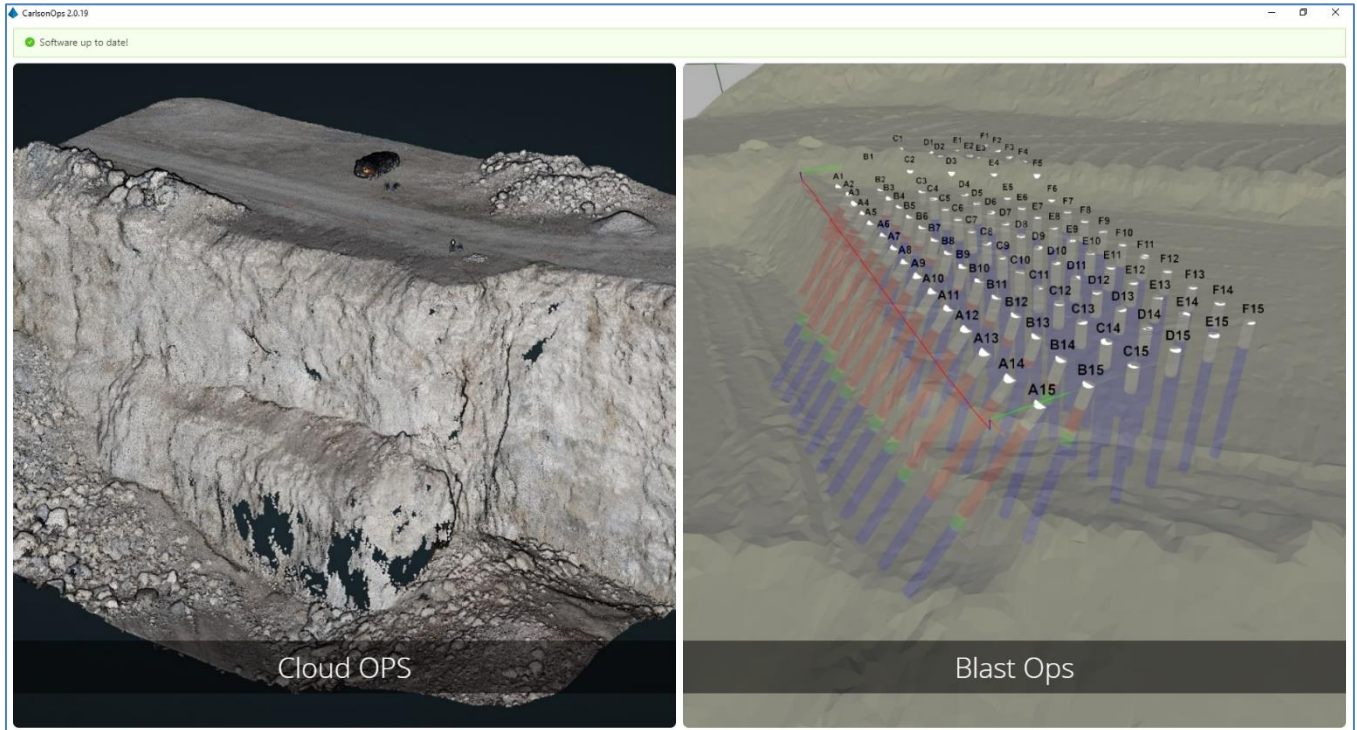 CarlsonOps 2.0.19
Software up to date!
F1
C1 D1 E1 F2
D2 E2 F3
B1 C2 D3 E3 F4
E4 F5
A1 B2 C3 D4 E5 F6
A2 B3 C4 D5 E6 F7
A3 B4 C5 D6 E7 F8
A4 B5 C6 D7 E8 F9
A5 B6 C7 D8 E9 F10
A6 B7 C8 D9 E10 F11
A7 B8 C9 D10 E11 F12
A8 B9 C10 D11 E12 F13
A9 B10 C11 D12 E13 F14
A10 B11 C12 D13 E14 F15
A11 B12 C13 D14 E15
A12 B13 C14 D15
A13 B14 C15
A14 B15
A15
Cloud OPS
Blast Ops